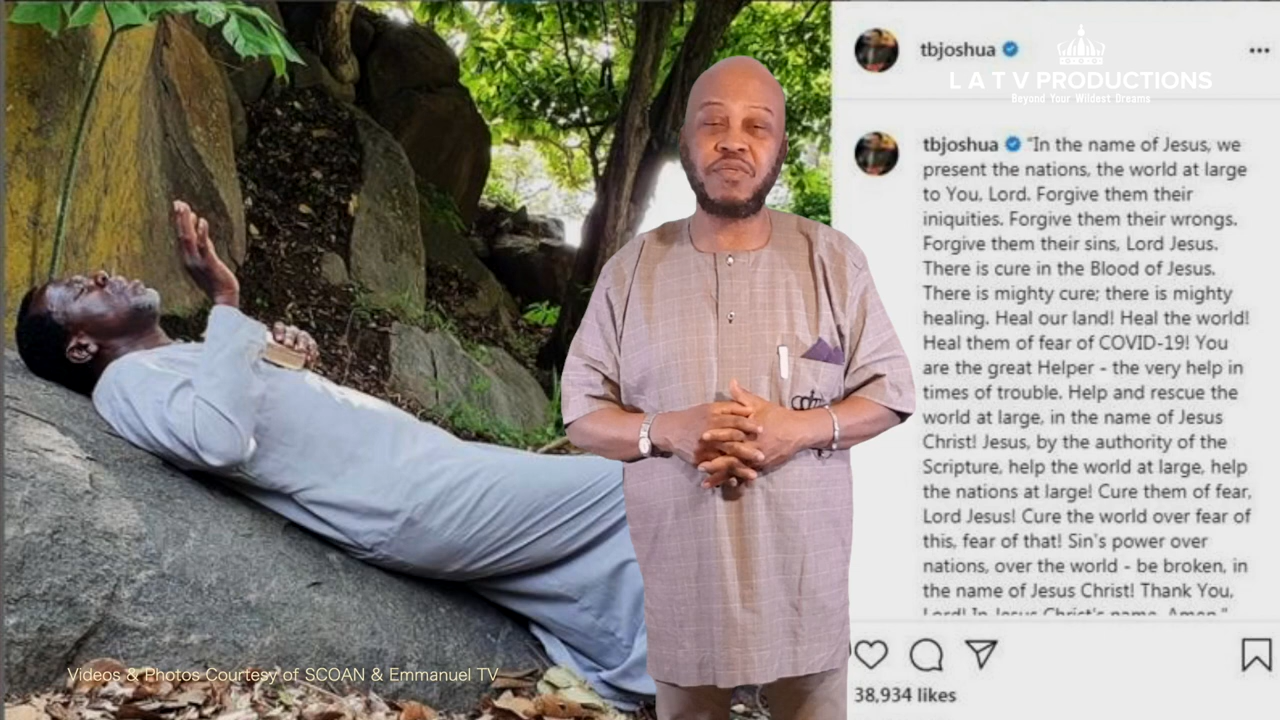 tbjoshua
LATV PRODUCTIONS
Beyond Your Wildest Dreams
tbjoshua "In the name of Jesus, we
present the nations, the world at large
to You, Lord. Forgive them their
iniquities. Forgive them their wrongs.
Forgive them their sins, Lord Jesus.
There is cure in the Blood of Jesus.
There is mighty cure; there is mighty
healing. Heal our land! Heal the world!
Heal them of fear of COVID-19! You
are the great Helper - the very help in
times of trouble. Help and rescue the
world at large, in the name of Jesus
Christ! Jesus, by the authority of the
Scripture, help the world at large, help
the nations at large! Cure them of fear,
Lord Jesus! Cure the world over fear of
this, fear of that! Sin's power over
nations, over the world - be broken, in
the name of Jesus Christ! Thank You,
Lord! In Jesus Christ's name, Amen."
38,934 likes
Videos & Photos Courtesy of SCOAN & Emmanuel TV